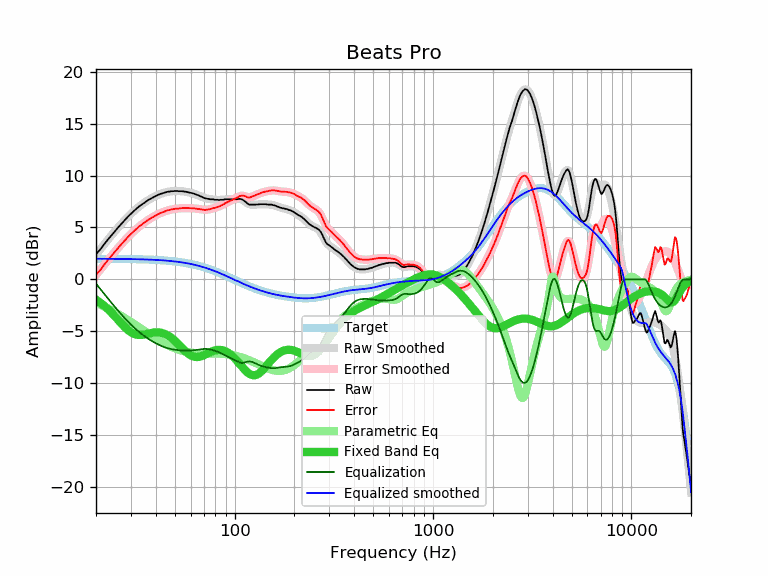 Beats Pro
Amplitude (dBr)
20
15
10
5
0
−5
−10
−15
−20
Target
Raw Smoothed
Error Smoothed
Raw
Error
Parametric Eq
Fixed Band Eq
Equalization
Equalized smoothed
100
1000
10000
Frequency (Hz)